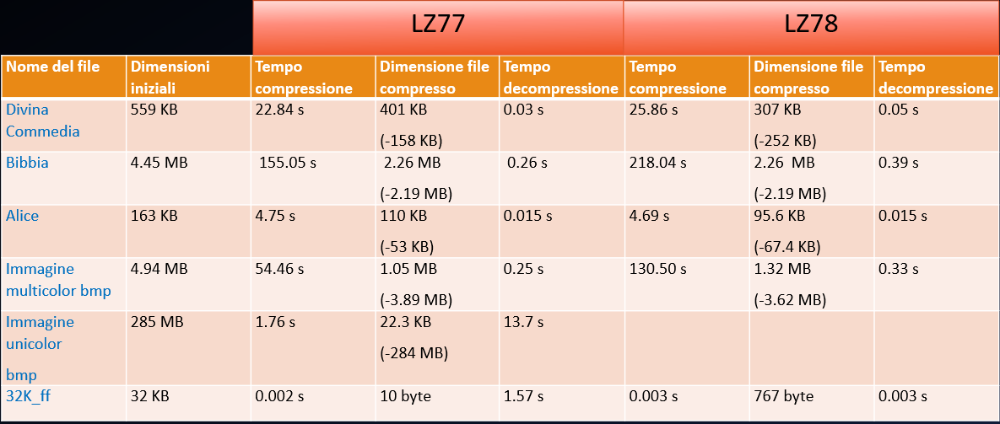 LZ77 LZ78
Nome del file Dimensioni iniziali Tempo compressione Dimensione file compresso Tempo decompressione Tempo compressione Dimensione file compresso Tempo decompressione
Divina Commedia 559 KB 22.84 s 401 KB (-158 KB) 0.03 s 25.86 s 307 KB (-252 KB) 0.05 s
Bibbia 4.45 MB 155.05 s 2.26 MB (-2.19 MB) 0.26 s 218.04 s 2.26 MB (-2.19 MB) 0.39 s
Alice 163 KB 4.75 s 110 KB (-53 KB) 0.015 s 4.69 s 95.6 KB (-67.4 KB) 0.015 s
Immagine multicolor bmp 4.94 MB 54.46 s 1.05 MB (-3.89 MB) 0.25 s 130.50 s 1.32 MB (-3.62 MB) 0.33 s
Immagine unicolor bmp 285 MB 1.76 s 22.3 KB (-284 MB) 13.7 s
32K_ff 32 KB 0.002 s 10 byte 1.57 s 0.003 s 767 byte 0.003 s